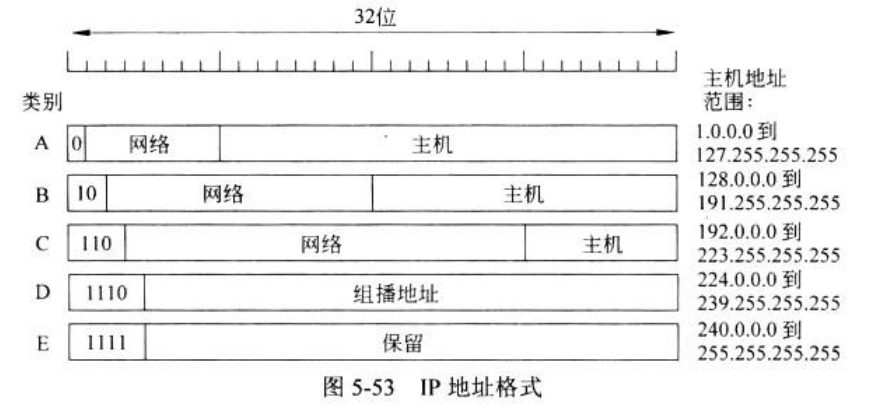 32位
类别
主机地址
范围：
A 0 网络 主机 1.0.0.0 到
127.255.255.255
B 10 网络 主机 128.0.0.0 到
191.255.255.255
C 110 网络 主机 192.0.0.0 到
223.255.255.255
D 1110 组播地址 224.0.0.0 到
239.255.255.255
E 1111 保留 240.0.0.0 到
255.255.255.255
图 5-53 IP 地址格式